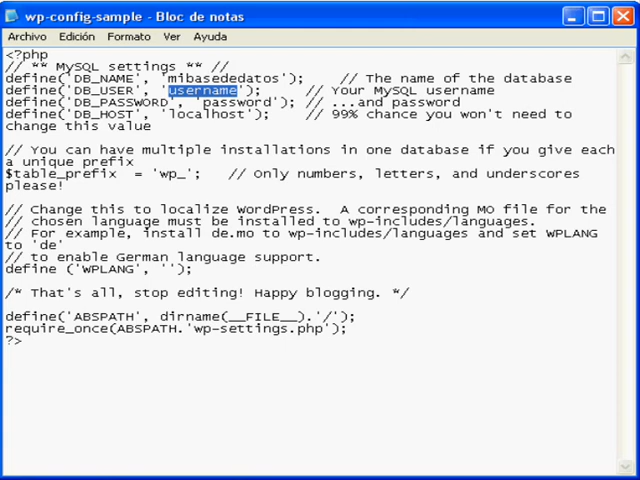 wp-config-sample - Bloc de notas
Archivo Edición Formato Ver Ayuda
<?php
// ** MySQL settings ** //
define('DB_NAME', 'mibasededatos');    // The name of the database
define('DB_USER', 'username');     // Your MySQL username
define('DB_PASSWORD', 'password'); // ...and password
define('DB_HOST', 'localhost');    // 99% chance you won't need to
change this value

// You can have multiple installations in one database if you give each
a unique prefix
$table_prefix  = 'wp_';   // Only numbers, letters, and underscores
please!

// Change this to localize WordPress.  A corresponding MO file for the
// chosen language must be installed to wp-includes/languages.
// For example, install de.mo to wp-includes/languages and set WPLANG
to 'de'
// to enable German language support.
define ('WPLANG', '');

/* That's all, stop editing! Happy blogging. */

define('ABSPATH', dirname(__FILE__).'/');
require_once(ABSPATH.'wp-settings.php');
?>